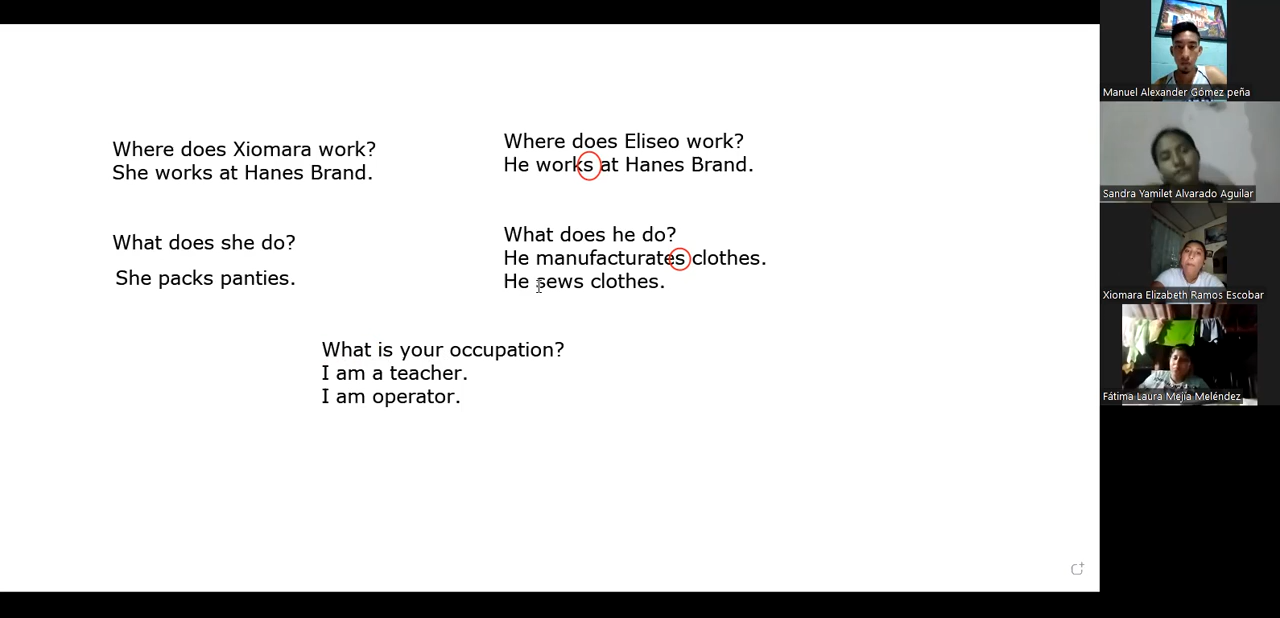 Where does Xiomara work?
She works at Hanes Brand.
What does she do?
She packs panties.
Where does Eliseo work?
He works at Hanes Brand.
What does he do?
He manufacturates clothes.
He sews clothes.
What is your occupation?
I am a teacher.
I am operator.
Manuel Alexander Gómez peña
Sandra Yamilet Alvarado Aguilar
Xiomara Elizabeth Ramos Escobar
Fátima Laura Mejía Meléndez